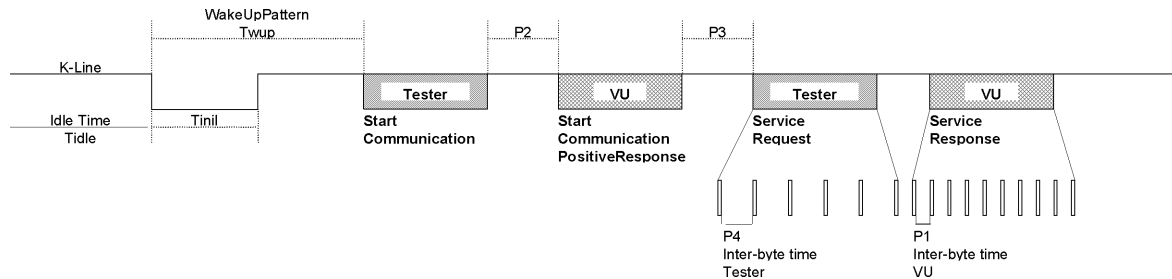 WakeUpPattern
Twup
P2
P3
K-Line
Tester
VU
Tester
VU
Idle Time
Tidle
Tinil
Start
Communication
Start
Communication
PositiveResponse
Service
Request
Service
Response
P4
Inter-byte time
Tester
P1
Inter-byte time
VU